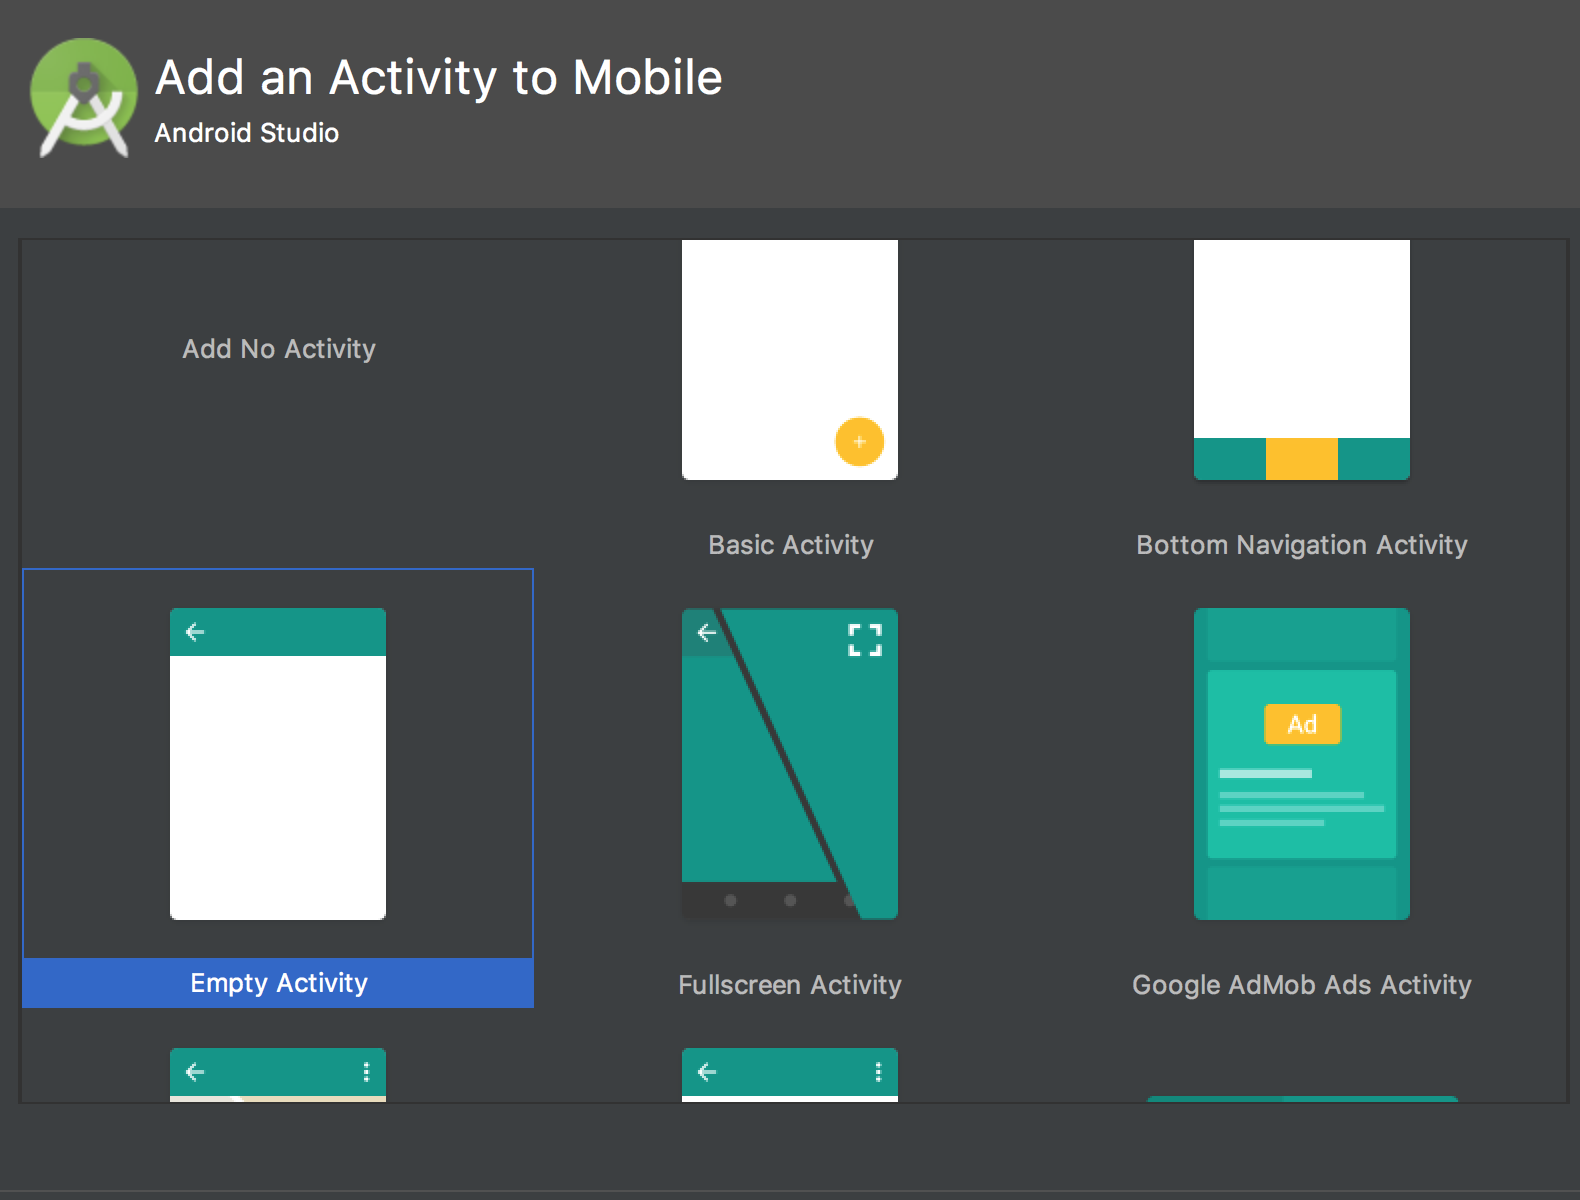 Add an Activity to Mobile
Android Studio
Add No Activity
Basic Activity
Bottom Navigation Activity
Ad
Empty Activity
Fullscreen Activity
Google AdMob Ads Activity